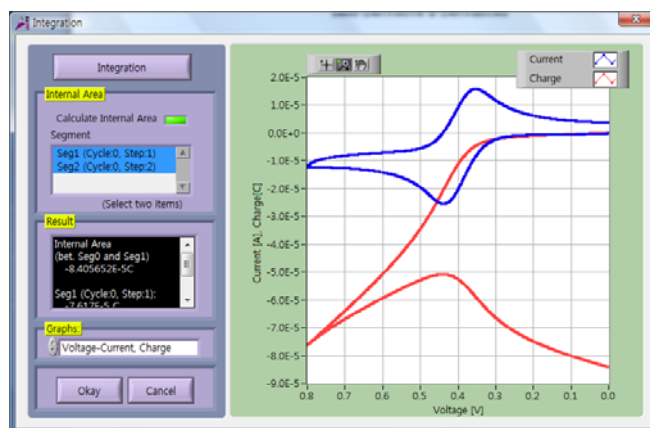 Integration
Integration
Internal Area
Calculate Internal Area
Segment
Seg1 (Cycle:0, Step:1)
Seg2 (Cycle:0, Step:2)
(Select two items)
Result
Internal Area
(bet. Seg0 and Seg1)
-8.405652E-5C
Seg1 (Cycle:0, Step:1):
-7.617E-5 C
Graphs:
Voltage-Current, Charge
Okay
Cancel
Current
Charge
2.0E-5
1.0E-5
0.0E+0
-1.0E-5
-2.0E-5
-3.0E-5
-4.0E-5
-5.0E-5
-6.0E-5
-7.0E-5
-8.0E-5
-9.0E-5
Current [A], Charge[C]
0.8 0.7 0.6 0.5 0.4 0.3 0.2 0.1 0.0
Voltage [V]